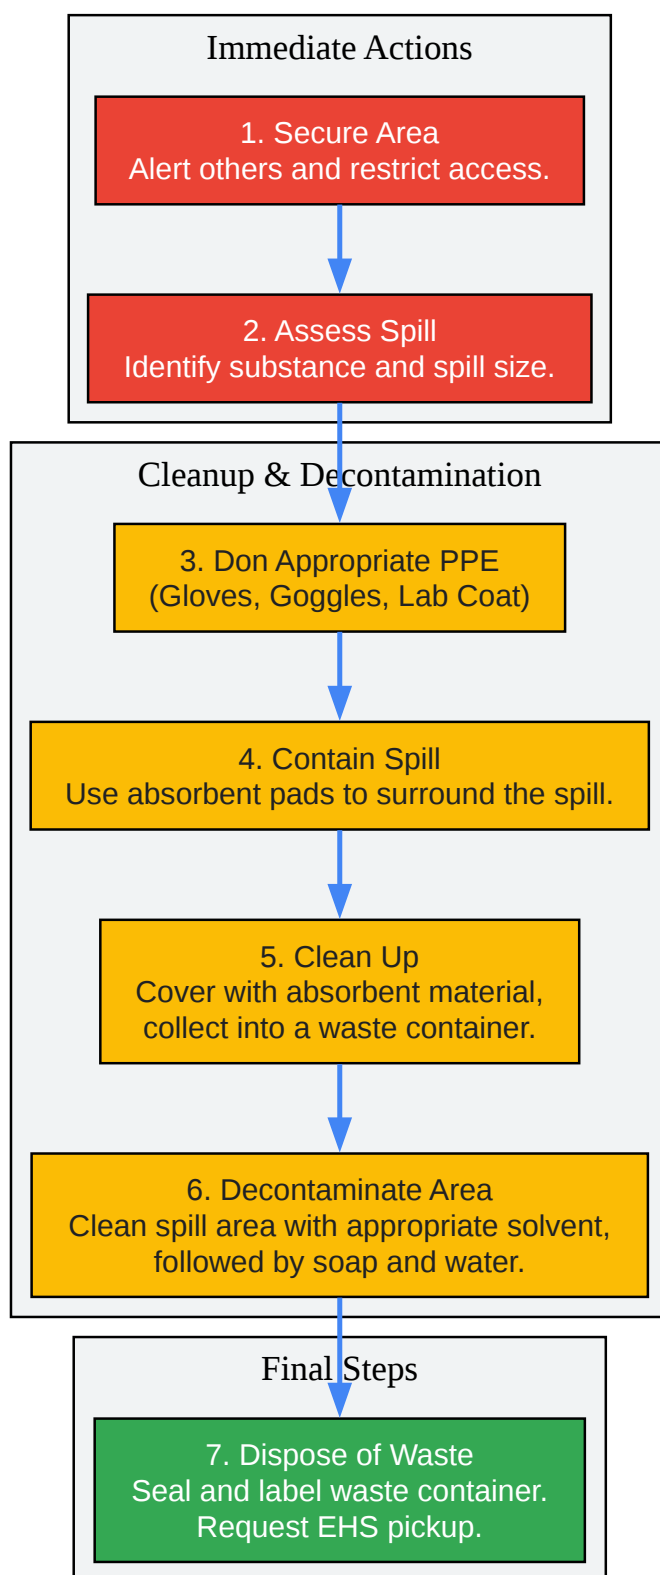 Immediate Actions
1. Secure Area
Alert others and restrict access.
2. Assess Spill
Identify substance and spill size.
Cleanup & Decontamination
3. Don Appropriate PPE
(Gloves, Goggles, Lab Coat)
4. Contain Spill
Use absorbent pads to surround the spill.
5. Clean Up
Cover with absorbent material,
collect into a waste container.
6. Decontaminate Area
Clean spill area with appropriate solvent,
followed by soap and water.
Final Steps
7. Dispose of Waste
Seal and label waste container.
Request EHS pickup.